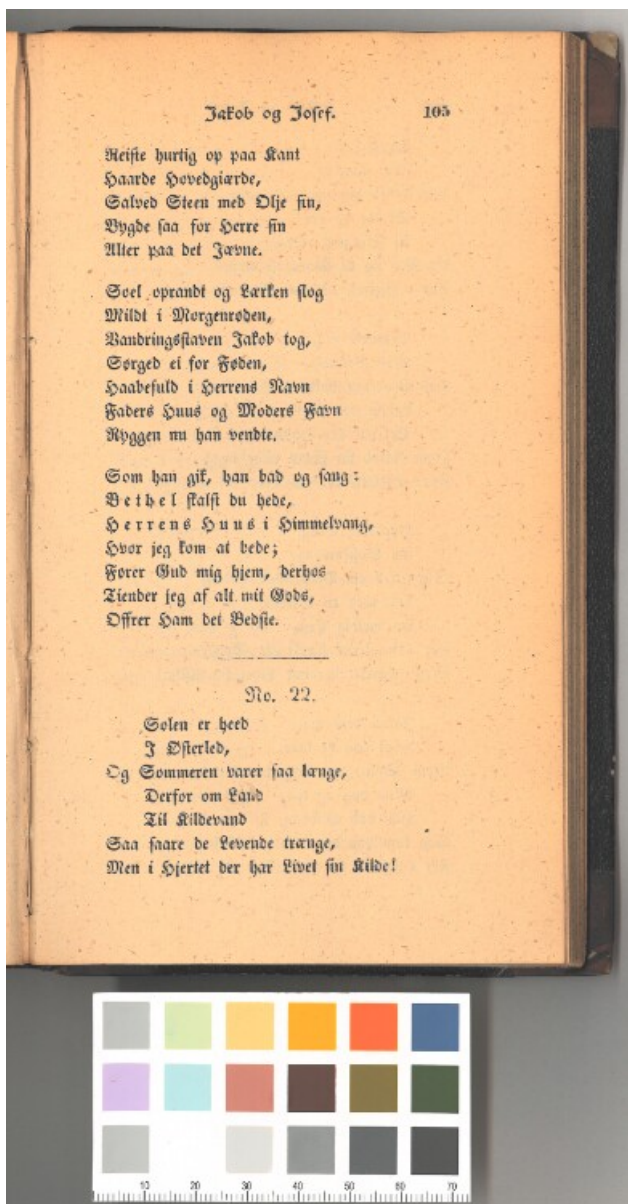 Jakob og Josef. 105
Reiste hurtig op paa Kant
Haarde Hovedgiærde,
Salved Steen med Olje sin,
Bygde saa for Herre sin
Alter paa det Jævne.
Soel oprandt og Lærken slog
Mildt i Morgenrøden,
Vandringsstaven Jakob tog,
Sørged ei for Føden,
Haabefuld i Herrens Navn
Faders Huus og Moders Favn
Ryggen nu han vendte.
Som han gik, han bad og sang:
Bethel skalst du hede,
Herrens Huus i Himmelvang,
Hvor jeg kom at bede;
Fører Gud mig hjem, derhos
Tiender jeg af alt mit Gods,
Offrer Ham det Bedste.
No. 22.
Solen er heed
I Østerled,
Og Sommeren varer saa længe,
Derfor om Land
Til Kildevand
Saa saare de Levende trænge,
Men i Hjertet der har Livet sin Kilde!
10 20 30 40 50 60 70